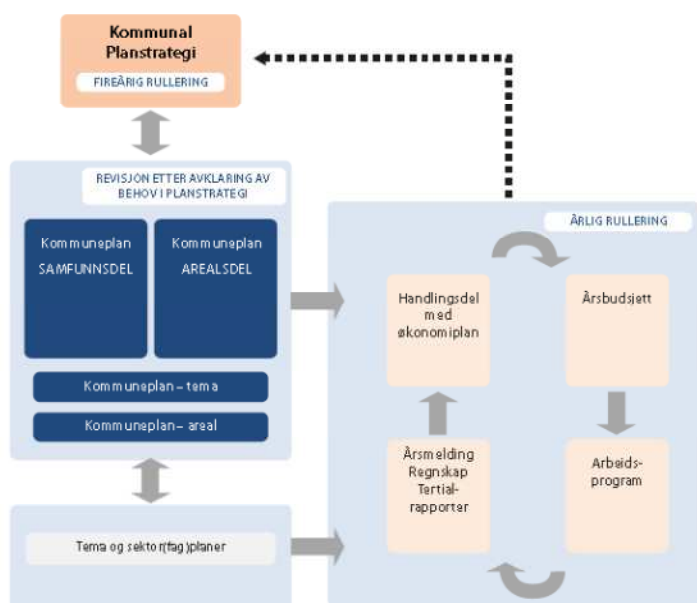 Kommunal
Planstrategi
FIREÅRIG RULLERING
REVISJON ETTER AVKLARING AV
BEHOV I PLANSTRATEGI
Kommuneplan
SAMFUNNSDEL
Kommuneplan
AREALSDEL
Kommuneplan – tema
Kommuneplan – areal
Tema og sektor(fag)planer
ÅRLIG RULLERING
Handlingsdel
med
økonomiplan
Årsbudsjett
Årsmelding
Regnskap
Tertial-
rapporter
Arbeids-
program